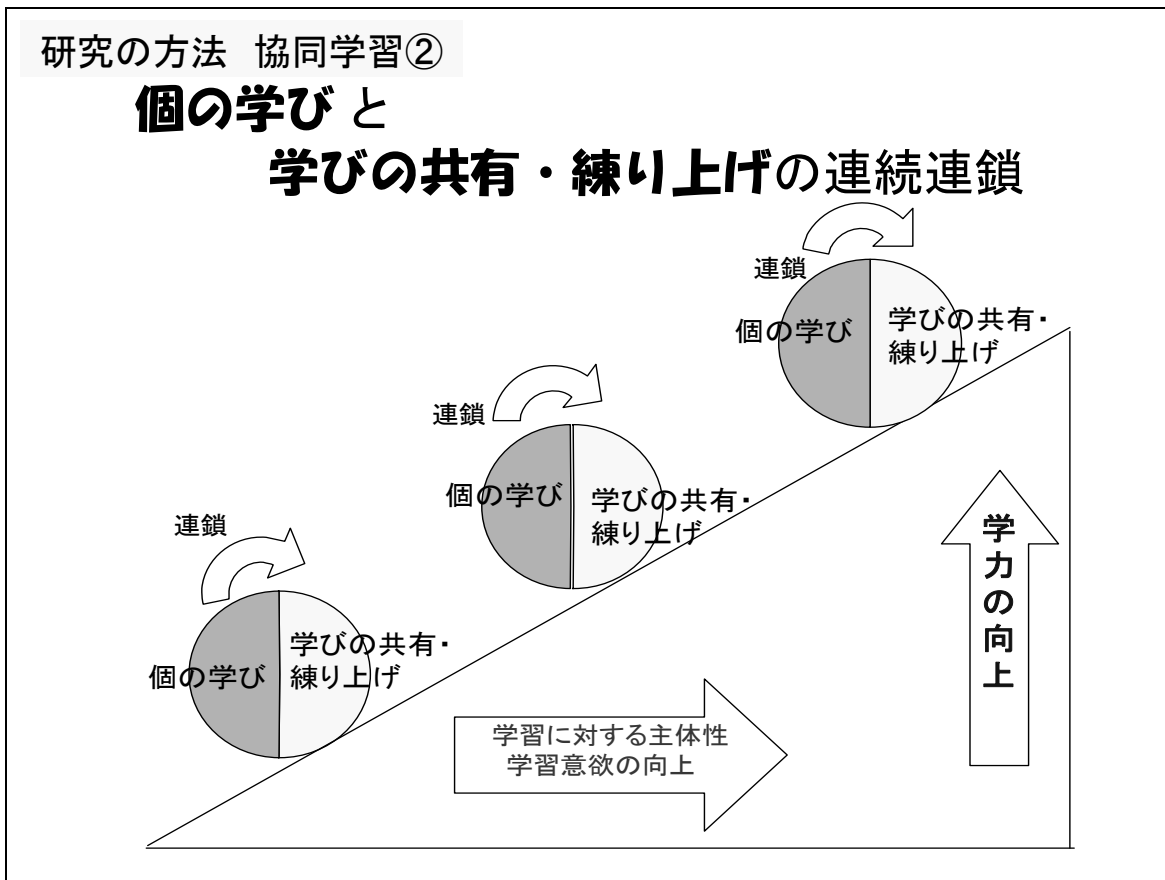 研究の方法　協同学習②
個の学び と
学びの共有・練り上げの連続連鎖
連鎖
個の学び
学びの共有・
練り上げ
連鎖
個の学び
学びの共有・
練り上げ
連鎖
個の学び
学びの共有・
練り上げ
学力の向上
学習に対する主体性
学習意欲の向上